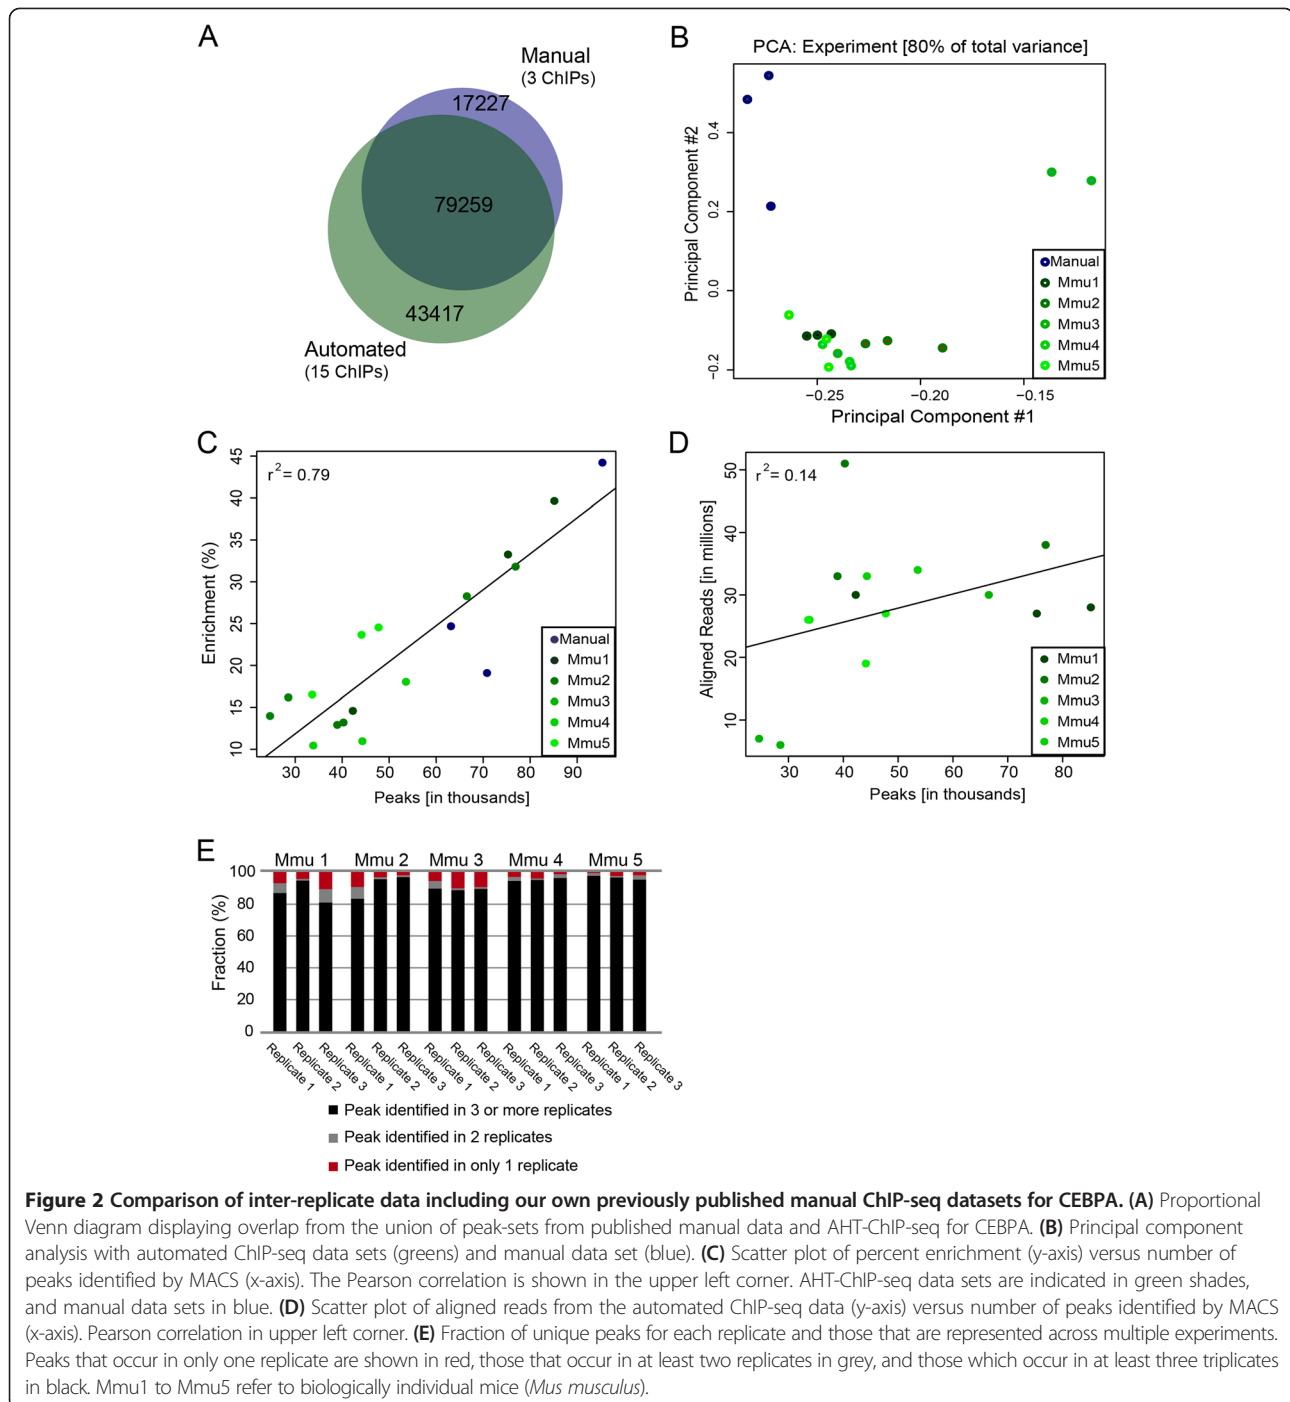 A
Manual
(3 ChIPs)
17227
79259
43417
Automated
(15 ChIPs)
B
PCA: Experiment [80% of total variance]
Principal Component #2
0.4
0.2
0.0
−0.2
Manual
Mmu1
Mmu2
Mmu3
Mmu4
Mmu5
−0.25
−0.20
−0.15
Principal Component #1
C
r2= 0.79
Enrichment (%)
45
40
35
30
25
20
15
10
Manual
Mmu1
Mmu2
Mmu3
Mmu4
Mmu5
30 40 50 60 70 80 90
Peaks [in thousands]
D
r2= 0.14
Aligned Reads [in millions]
50
40
30
20
10
Mmu1
Mmu2
Mmu3
Mmu4
Mmu5
30 40 50 60 70 80
Peaks [in thousands]
E
Mmu 1 Mmu 2 Mmu 3 Mmu 4 Mmu 5
Fraction (%)
100
80
60
40
20
0
Replicate 1
Replicate 2
Replicate 3
Replicate 1
Replicate 2
Replicate 3
Replicate 1
Replicate 2
Replicate 3
Replicate 1
Replicate 2
Replicate 3
Replicate 1
Replicate 2
Replicate 3
Peak identified in 3 or more replicates
Peak identified in 2 replicates
Peak identified in only 1 replicate
Figure 2 Comparison of inter-replicate data including our own previously published manual ChIP-seq datasets for CEBPA. (A) Proportional
Venn diagram displaying overlap from the union of peak-sets from published manual data and AHT-ChIP-seq for CEBPA. (B) Principal component
analysis with automated ChIP-seq data sets (greens) and manual data set (blue). (C) Scatter plot of percent enrichment (y-axis) versus number of
peaks identified by MACS (x-axis). The Pearson correlation is shown in the upper left corner. AHT-ChIP-seq data sets are indicated in green shades,
and manual data sets in blue. (D) Scatter plot of aligned reads from the automated ChIP-seq data (y-axis) versus number of peaks identified by MACS
(x-axis). Pearson correlation in upper left corner. (E) Fraction of unique peaks for each replicate and those that are represented across multiple experiments.
Peaks that occur in only one replicate are shown in red, those that occur in at least two replicates in grey, and those which occur in at least three triplicates
in black. Mmu1 to Mmu5 refer to biologically individual mice (Mus musculus).